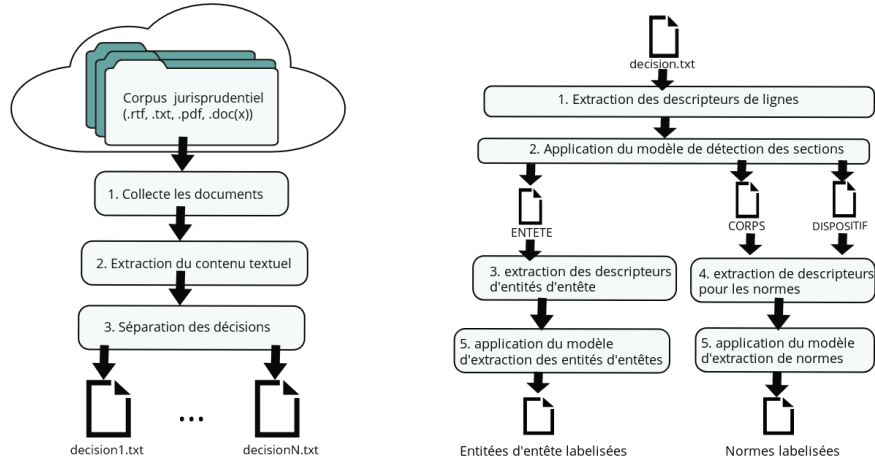 Corpus jurisprudentiel
(.rtf, .txt, .pdf, .doc(x))
1. Collecte les documents
2. Extraction du contenu textuel
3. Séparation des décisions
decision1.txt
...
decisionN.txt
decision.txt
1. Extraction des descripteurs de lignes
2. Application du modèle de détection des sections
ENTETE
CORPS
DISPOSITIF
3. extraction des descripteurs
d'entités d'entête
4. extraction de descripteurs
pour les normes
5. application du modèle
d'extraction des entités d'entêtes
5. application du modèle
d'extraction de normes
Entitées d'entête labelisées
Normes labelisées